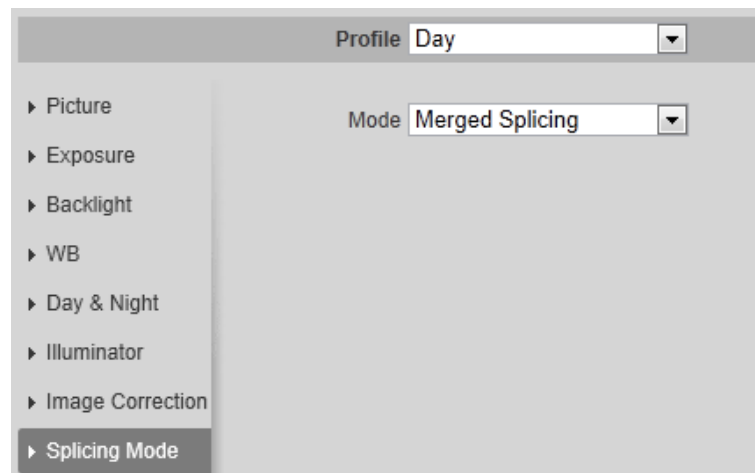 Profile Day
Mode Merged Splicing
Picture
Exposure
Backlight
WB
Day & Night
Illuminator
Image Correction
Splicing Mode